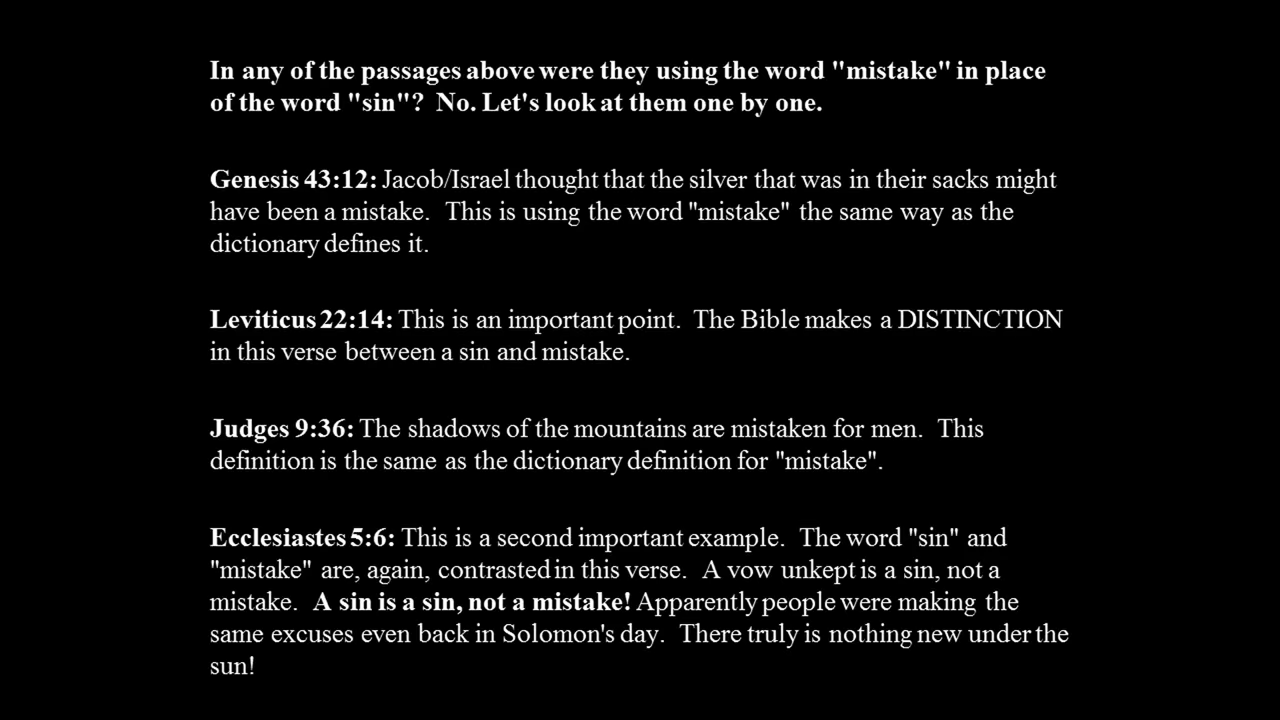 In any of the passages above were they using the word "mistake" in place
of the word "sin"?  No. Let's look at them one by one.
Genesis 43:12: Jacob/Israel thought that the silver that was in their sacks might
have been a mistake.  This is using the word "mistake" the same way as the
dictionary defines it.
Leviticus 22:14: This is an important point.  The Bible makes a DISTINCTION
in this verse between a sin and mistake.
Judges 9:36: The shadows of the mountains are mistaken for men.  This
definition is the same as the dictionary definition for "mistake".
Ecclesiastes 5:6: This is a second important example.  The word "sin" and
"mistake" are, again, contrasted in this verse.  A vow unkept is a sin, not a
mistake.  A sin is a sin, not a mistake! Apparently people were making the
same excuses even back in Solomon's day.  There truly is nothing new under the
sun!